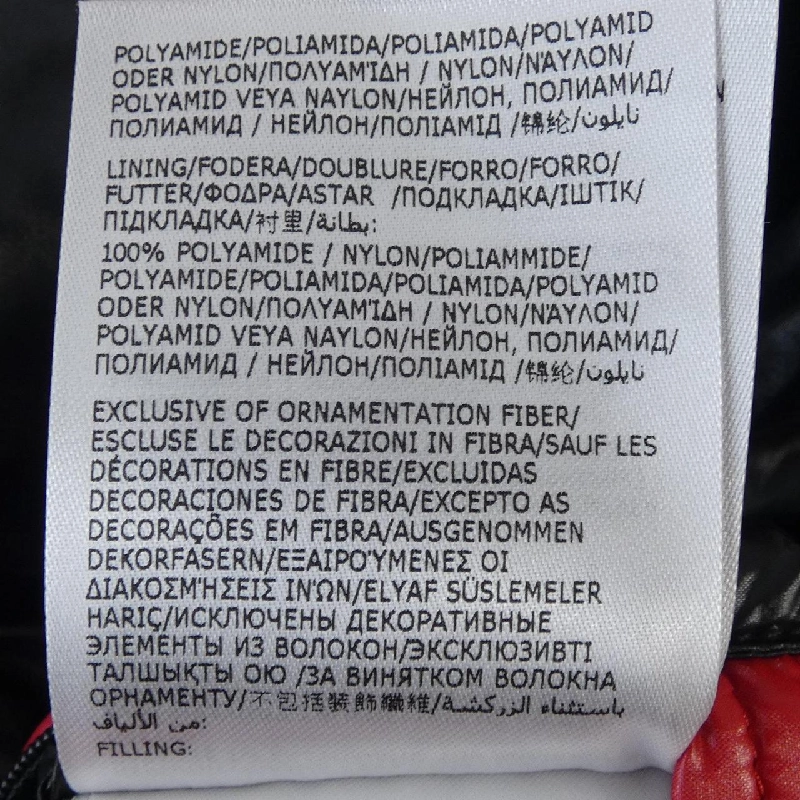 POLYAMIDE/POLIAMIDA/POLIAMIDA/POLYAMID
ODER NYLON/ΠΟΛΥΑΜΊΔΗ / NYLON/ΝΆΥΛΟΝ/
POLYAMID VEYA NAYLON/НЕЙЛОН, ПОЛИАМИД/
ПОЛИАМИД / НЕЙЛОН/ПОЛІАМІД /锦纶/نايلون
LINING/FODERA/DOUBLURE/FORRO/FORRO/
FUTTER/ΦΟΔΡΑ/ASTAR /ПОДКЛАДКА/ІШТІК/
ПІДКЛАДКА/衬里/بطانة:
100% POLYAMIDE / NYLON/POLIAMMIDE/
POLYAMIDE/POLIAMIDA/POLIAMIDA/POLYAMID
ODER NYLON/ΠΟΛΥΑΜΊΔΗ / NYLON/ΝΆΥΛΟΝ/
POLYAMID VEYA NAYLON/НЕЙЛОН, ПОЛИАМИД/
ПОЛИАМИД / НЕЙЛОН/ПОЛІАМІД /锦纶/نايلون
EXCLUSIVE OF ORNAMENTATION FIBER/
ESCLUSE LE DECORAZIONI IN FIBRA/SAUF LES
DÉCORATIONS EN FIBRE/EXCLUIDAS
DECORACIONES DE FIBRA/EXCEPTO AS
DECORAÇÕES EM FIBRA/AUSGENOMMEN
DEKORFASERN/ΕΞΑΙΡΟΎΜΕΝΕΣ ΟΙ
ΔΙΑΚΟΣΜΉΣΕΙΣ ΙΝΏΝ/ELYAF SÜSLEMELER
HARIÇ/ИСКЛЮЧЕНЫ ДЕКОРАТИВНЫЕ
ЭЛЕМЕНТЫ ИЗ ВОЛОКОН/ЭКСКЛЮЗИВТІ
ТАЛШЫҚТЫ ОЮ /ЗА ВИНЯТКОМ ВОЛОКНА
ОРНАМЕНТУ/不包括装飾纖維/باستثناء الزركشة
من الألياف:
FILLING: